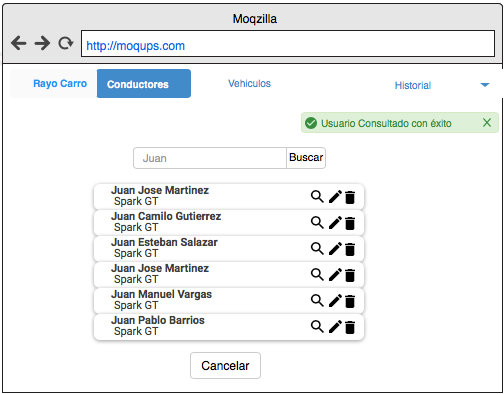 Moqzilla
http://moqups.com
Rayo Carro Conductores Vehiculos Historial
Usuario Consultado con éxito
Juan Buscar
Juan Jose Martinez
Spark GT
Juan Camilo Gutierrez
Spark GT
Juan Esteban Salazar
Spark GT
Juan Jose Martinez
Spark GT
Juan Manuel Vargas
Spark GT
Juan Pablo Barrios
Spark GT
Cancelar